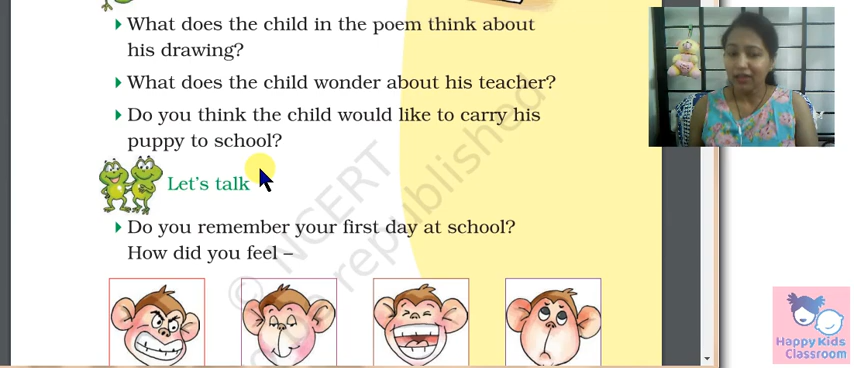 What does the child in the poem think about
his drawing?
What does the child wonder about his teacher?
Do you think the child would like to carry his
puppy to school?
Let's talk
Do you remember your first day at school?
How did you feel –
© NCERT
republished
Happy Kids
Classroom